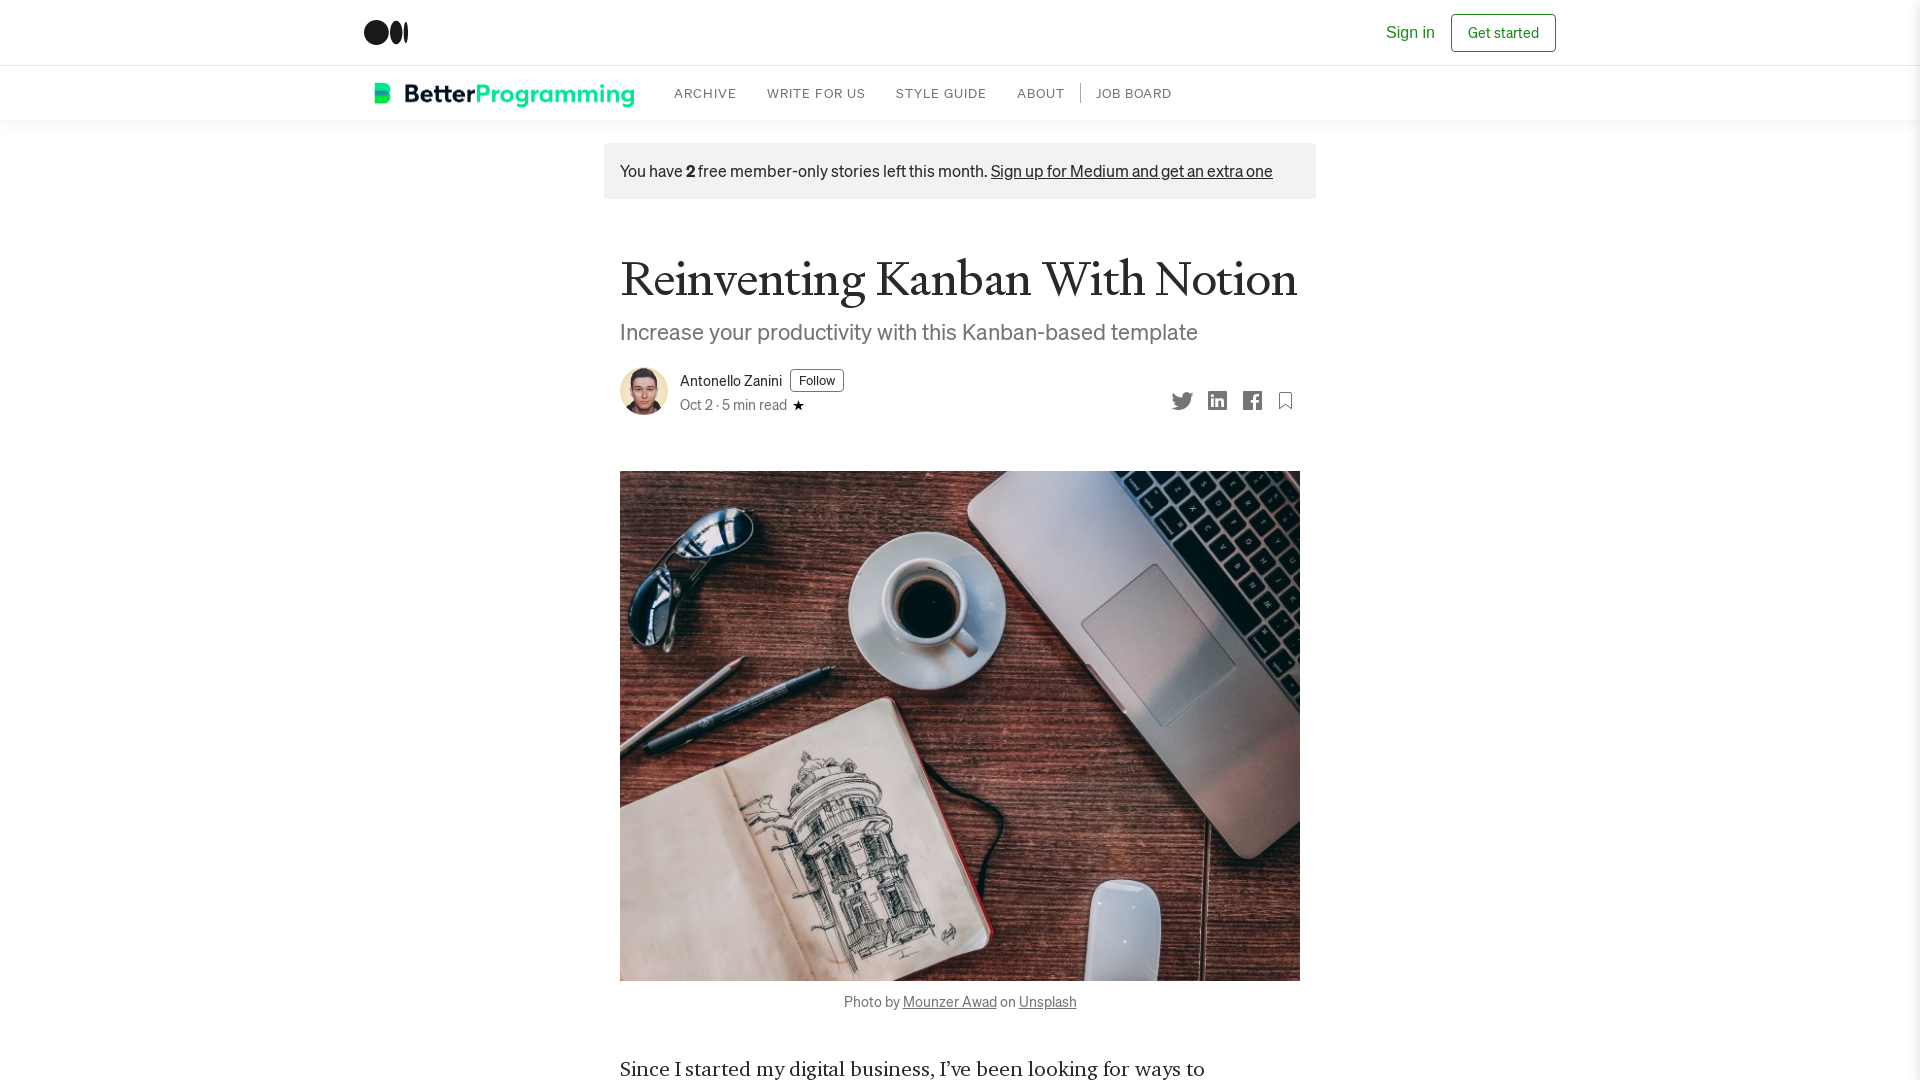 Sign in
Get started
BetterProgramming
ARCHIVE
WRITE FOR US
STYLE GUIDE
ABOUT
JOB BOARD
You have 2 free member-only stories left this month. Sign up for Medium and get an extra one
Reinventing Kanban With Notion
Increase your productivity with this Kanban-based template
Antonello Zanini
Follow
Oct 2 · 5 min read ★
Photo by Mounzer Awad on Unsplash
Since I started my digital business, I’ve been looking for ways to